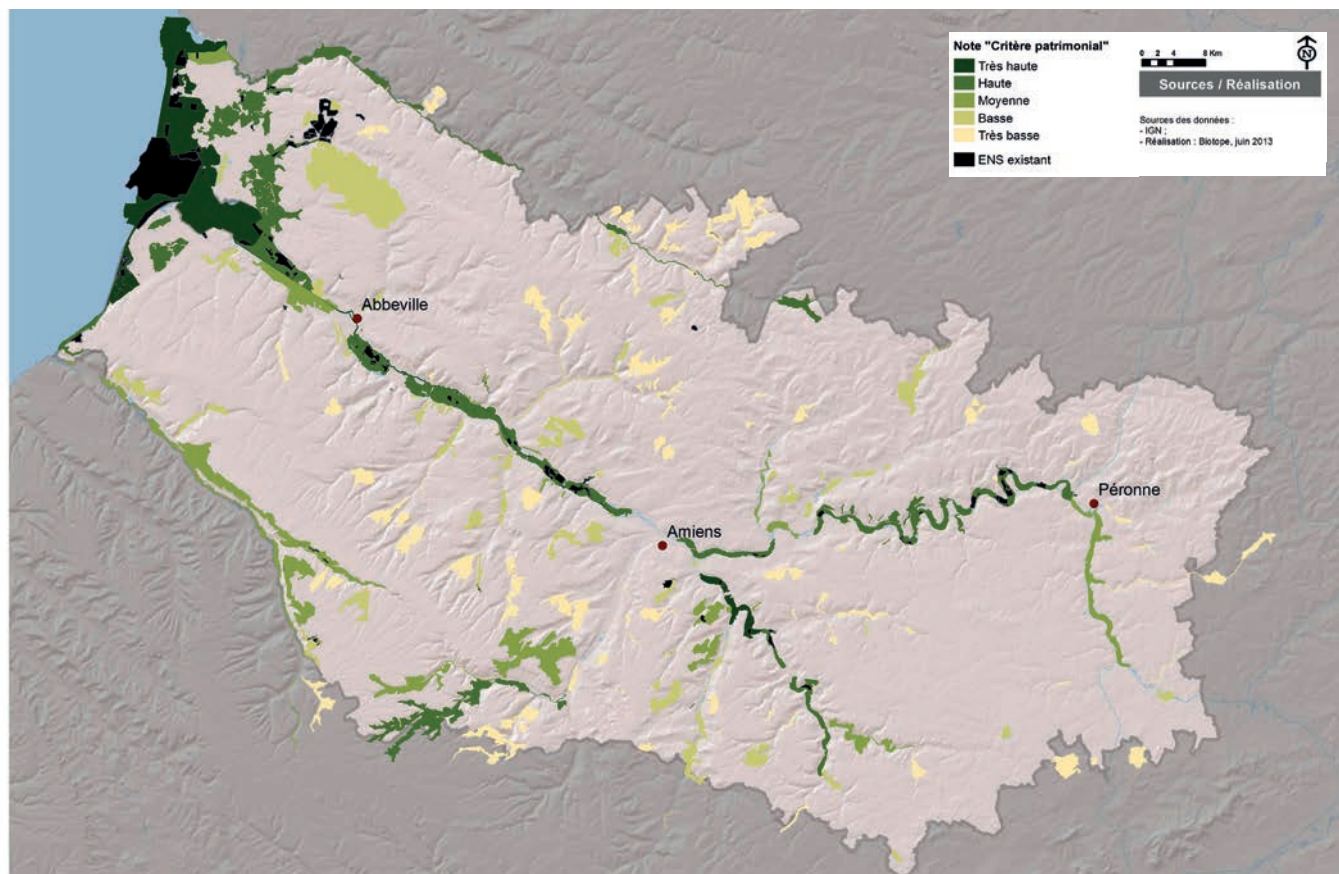 Note "Critère patrimonial"
Très haute
Haute
Moyenne
Basse
Très basse
ENS existant
0 2 4 8 Km
N
Sources / Réalisation
Sources des données :
- IGN ;
- Réalisation : Biotope, juin 2013
Abbeville
Péronne
Amiens